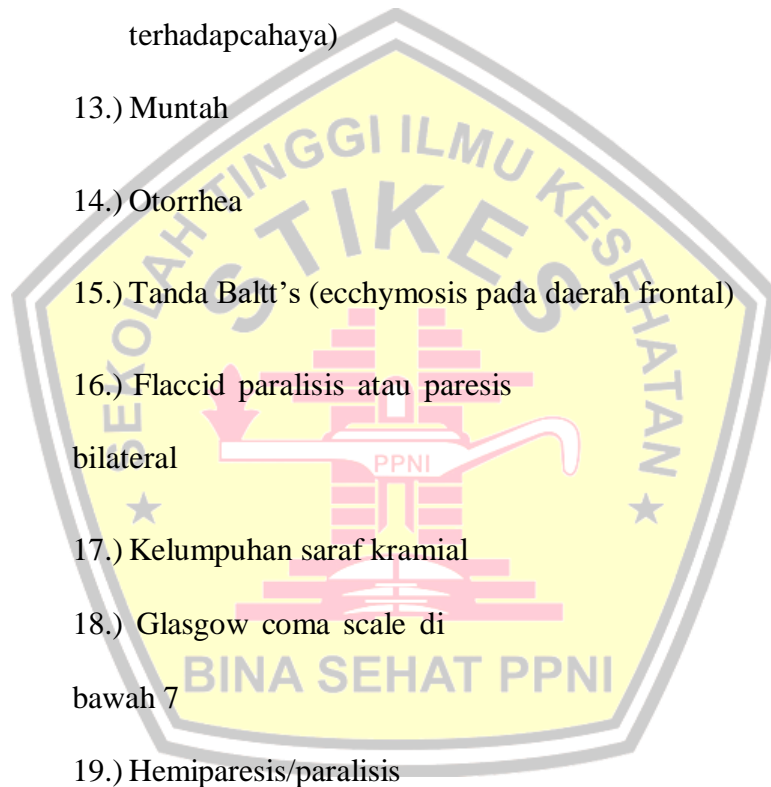 terhadapcahaya)
13.) Muntah
14.) Otorrhea
15.) Tanda Baltt’s (ecchymosis pada daerah frontal)
16.) Flaccid paralisis atau paresis
bilateral
17.) Kelumpuhan saraf kramial
18.) Glasgow coma scale di
bawah 7
19.) Hemiparesis/paralisis
SEKOLAH TINGGI ILMU KESEHATAN
STIKES
PPNI
BINA SEHAT PPNI